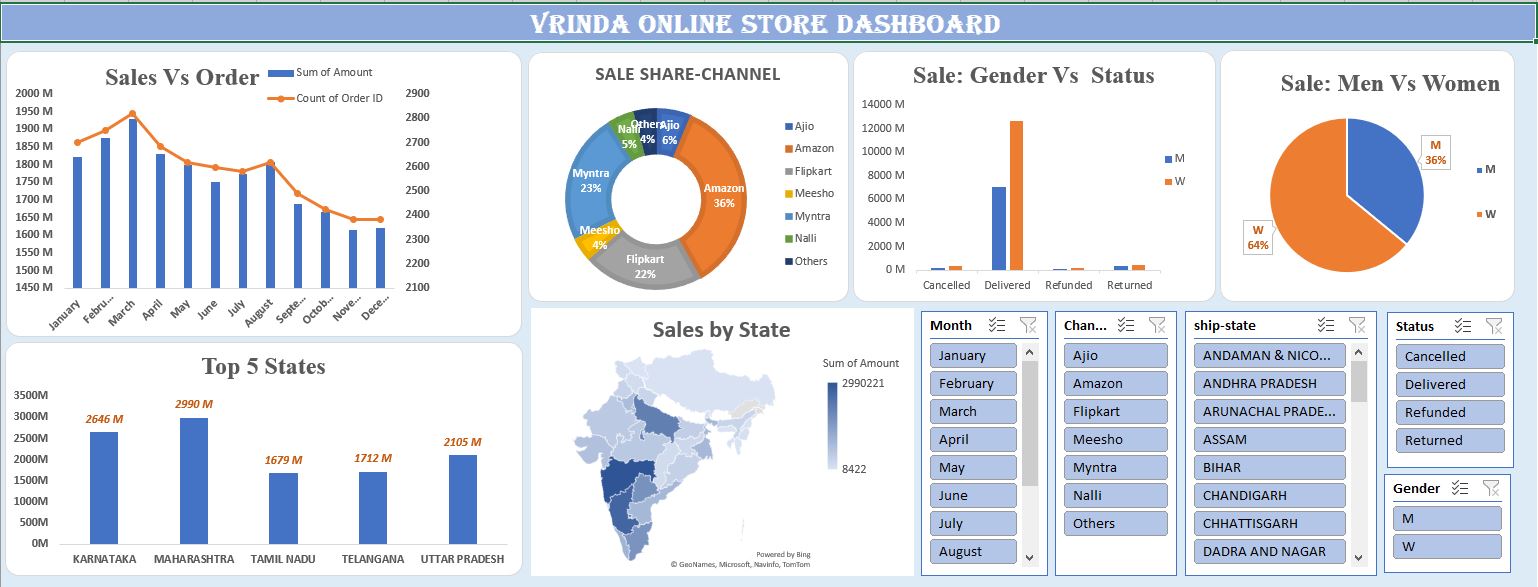 VRINDA ONLINE STORE DASHBOARD
Sales Vs Order
Sum of Amount
Count of Order ID
2000 M
1950 M
1900 M
1850 M
1800 M
1750 M
1700 M
1650 M
1600 M
1550 M
1500 M
1450 M
2900
2800
2700
2600
2500
2400
2300
2200
2100
January
Febru...
March
April
May
June
July
August
Septe...
Octob...
Nove...
Dece...
SALE SHARE-CHANNEL
Ajio
6%
Amazon
36%
Flipkart
22%
Meesho
4%
Myntra
23%
Nalli
5%
Others
4%
Ajio
Amazon
Flipkart
Meesho
Myntra
Nalli
Others
Sale: Gender Vs Status
14000 M
12000 M
10000 M
8000 M
6000 M
4000 M
2000 M
0 M
Cancelled
Delivered
Refunded
Returned
M
W
Sale: Men Vs Women
M
36%
W
64%
M
W
Top 5 States
3500M
3000M
2500M
2000M
1500M
1000M
500M
0M
2646 M
2990 M
1679 M
1712 M
2105 M
KARNATAKA
MAHARASHTRA
TAMIL NADU
TELANGANA
UTTAR PRADESH
Sales by State
Sum of Amount
2990221
8422
Powered by Bing
© GeoNames, Microsoft, Navinfo, TomTom
Month
January
February
March
April
May
June
July
August
Chan...
Ajio
Amazon
Flipkart
Meesho
Myntra
Nalli
Others
ship-state
ANDAMAN & NICO...
ANDHRA PRADESH
ARUNACHAL PRADE...
ASSAM
BIHAR
CHANDIGARH
CHHATTISGARH
DADRA AND NAGAR
Status
Cancelled
Delivered
Refunded
Returned
Gender
M
W